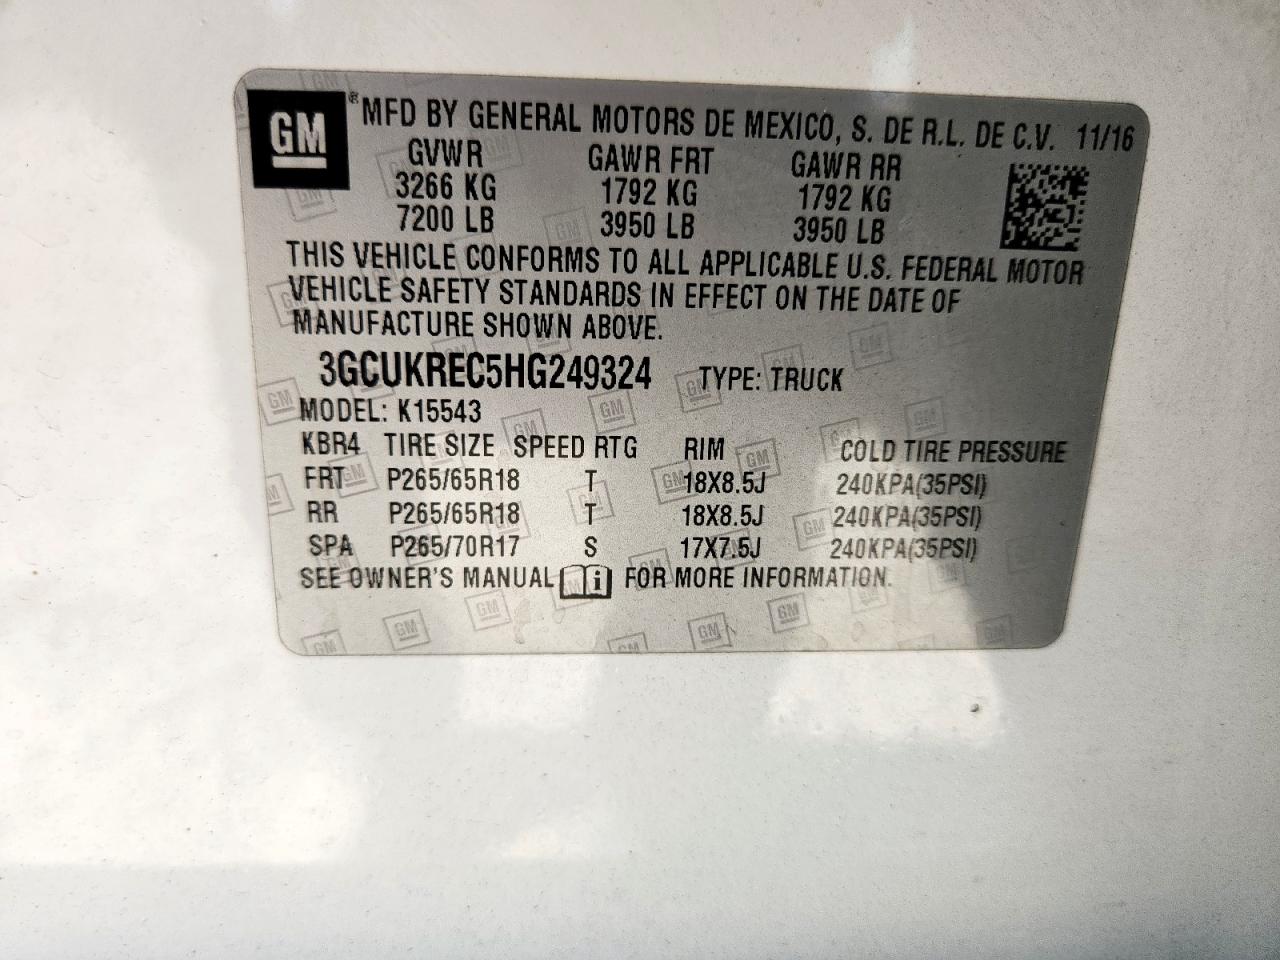 GM ® MFD BY GENERAL MOTORS DE MEXICO, S. DE R.L. DE C.V. 11/16
GVWR GAWR FRT GAWR RR
3266 KG 1792 KG 1792 KG
7200 LB 3950 LB 3950 LB
THIS VEHICLE CONFORMS TO ALL APPLICABLE U.S. FEDERAL MOTOR
VEHICLE SAFETY STANDARDS IN EFFECT ON THE DATE OF
MANUFACTURE SHOWN ABOVE.
3GCUKREC5HG249324 TYPE: TRUCK
MODEL: K15543
KBR4 TIRE SIZE SPEED RTG RIM COLD TIRE PRESSURE
FRT P265/65R18 T 18X8.5J 240KPA(35PSI)
RR P265/65R18 T 18X8.5J 240KPA(35PSI)
SPA P265/70R17 S 17X7.5J 240KPA(35PSI)
SEE OWNER'S MANUAL i FOR MORE INFORMATION.